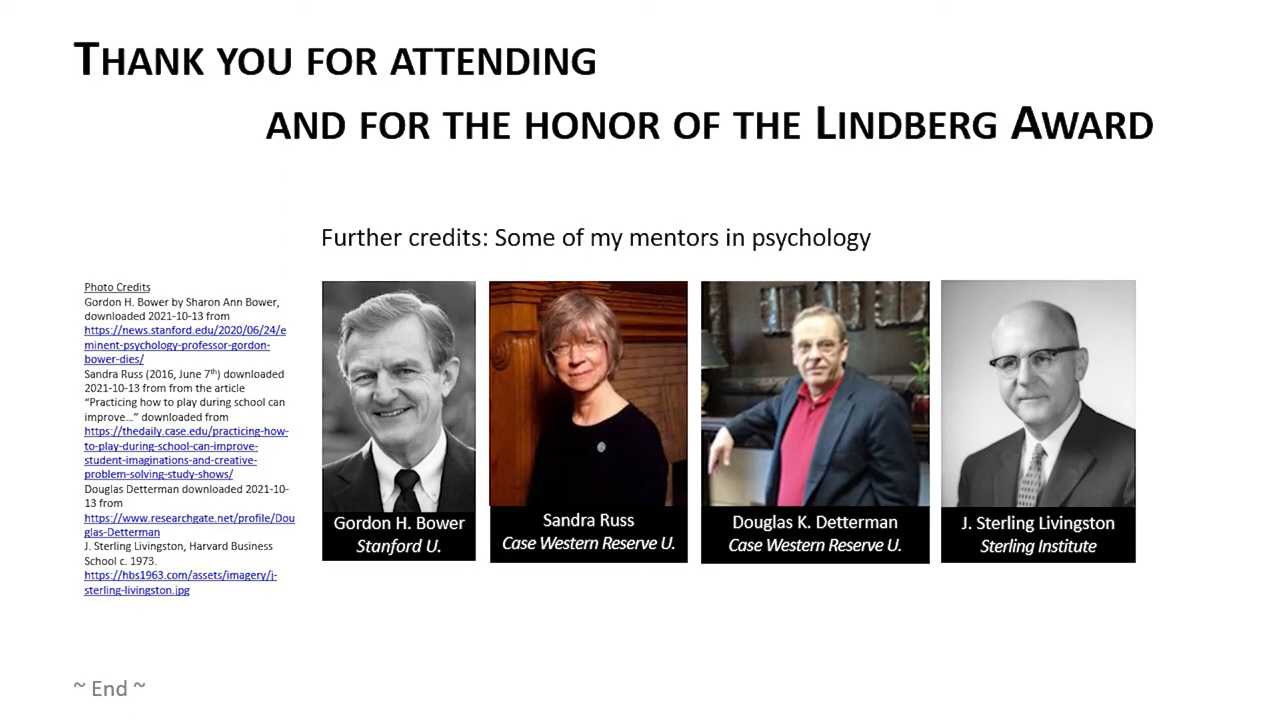 THANK YOU FOR ATTENDING
AND FOR THE HONOR OF THE LINDBERG AWARD
Further credits: Some of my mentors in psychology
Photo Credits
Gordon H. Bower by Sharon Ann Bower,
downloaded 2021-10-13 from
https://news.stanford.edu/2020/06/24/e
minent-psychology-professor-gordon-
bower-dies/
Sandra Russ (2016, June 7th) downloaded
2021-10-13 from from the article
“Practicing how to play during school can
improve…” downloaded from
https://thedaily.case.edu/practicing-how-
to-play-during-school-can-improve-
student-imaginations-and-creative-
problem-solving-study-shows/
Douglas Detterman downloaded 2021-10-
13 from
https://www.researchgate.net/profile/Dou
glas-Detterman
J. Sterling Livingston, Harvard Business
School c. 1973.
https://hbs1963.com/assets/imagery/j-
sterling-livingston.jpg
Gordon H. Bower
Stanford U.
Sandra Russ
Case Western Reserve U.
Douglas K. Detterman
Case Western Reserve U.
J. Sterling Livingston
Sterling Institute
~ End ~